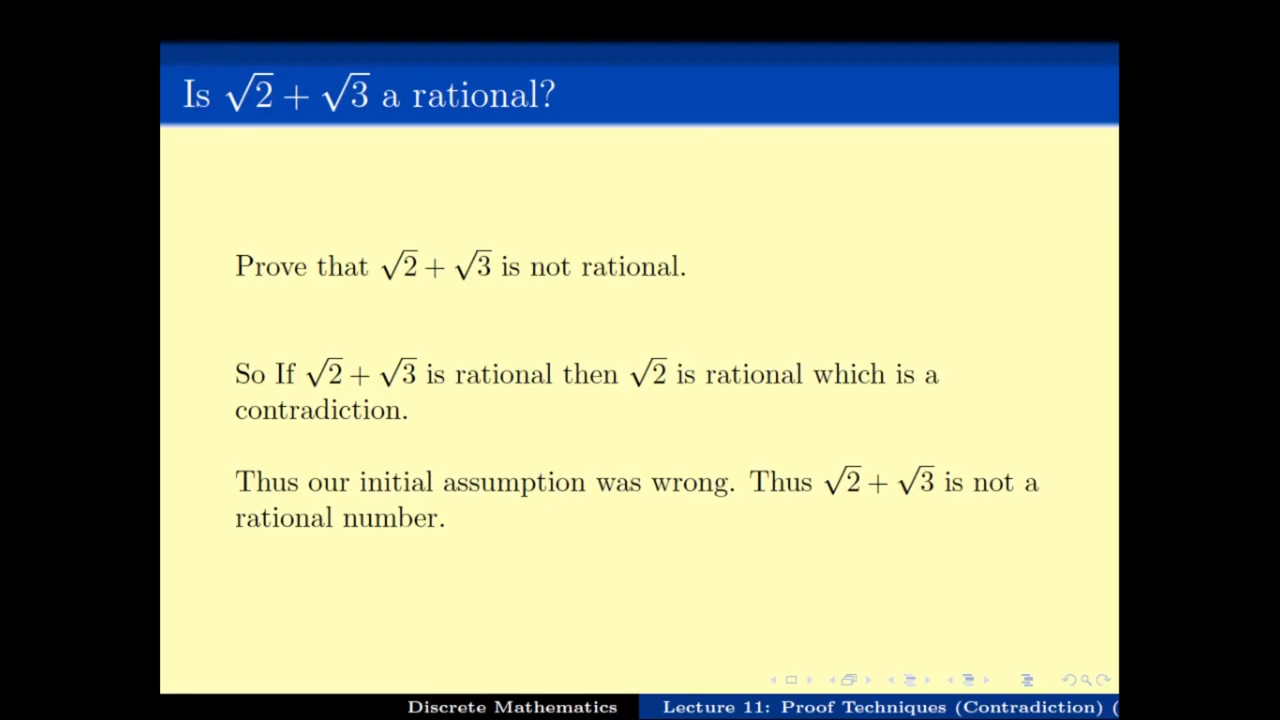 Is √2 + √3 a rational?
Prove that √2 + √3 is not rational.
So If √2 + √3 is rational then √2 is rational which is a
contradiction.
Thus our initial assumption was wrong. Thus √2 + √3 is not a
rational number.
Discrete Mathematics
Lecture 11: Proof Techniques (Contradiction) (